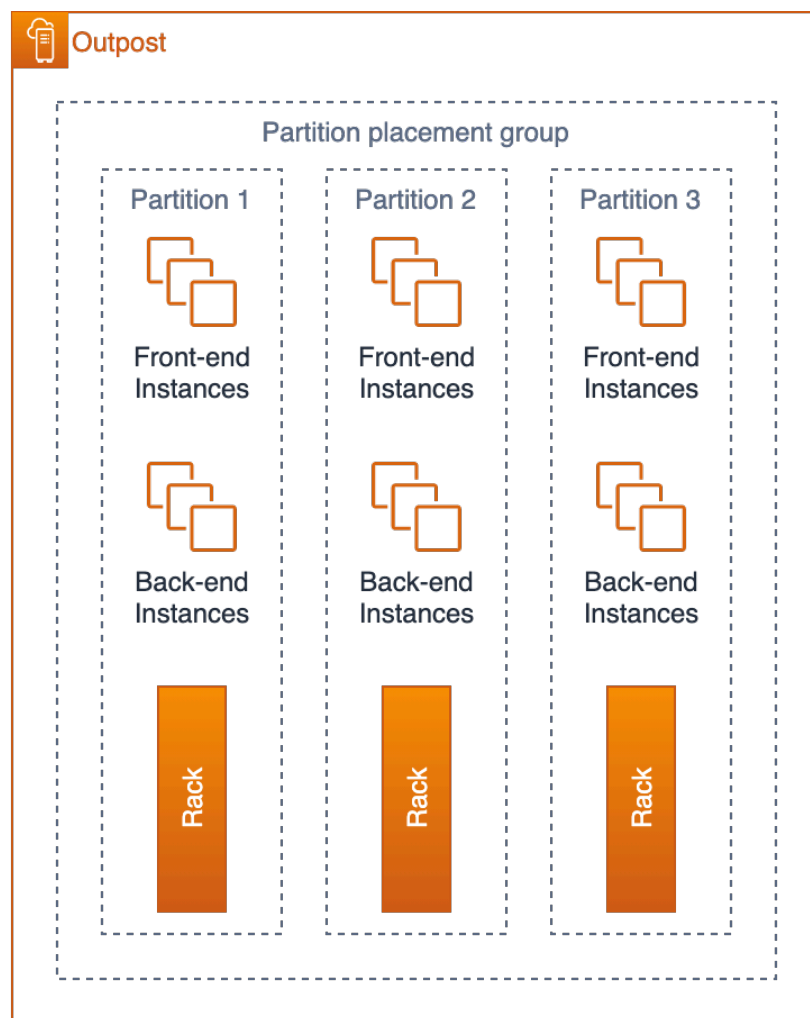 Outpost
Partition placement group
Partition 1
Partition 2
Partition 3
Front-end
Instances
Front-end
Instances
Front-end
Instances
Back-end
Instances
Back-end
Instances
Back-end
Instances
Rack
Rack
Rack